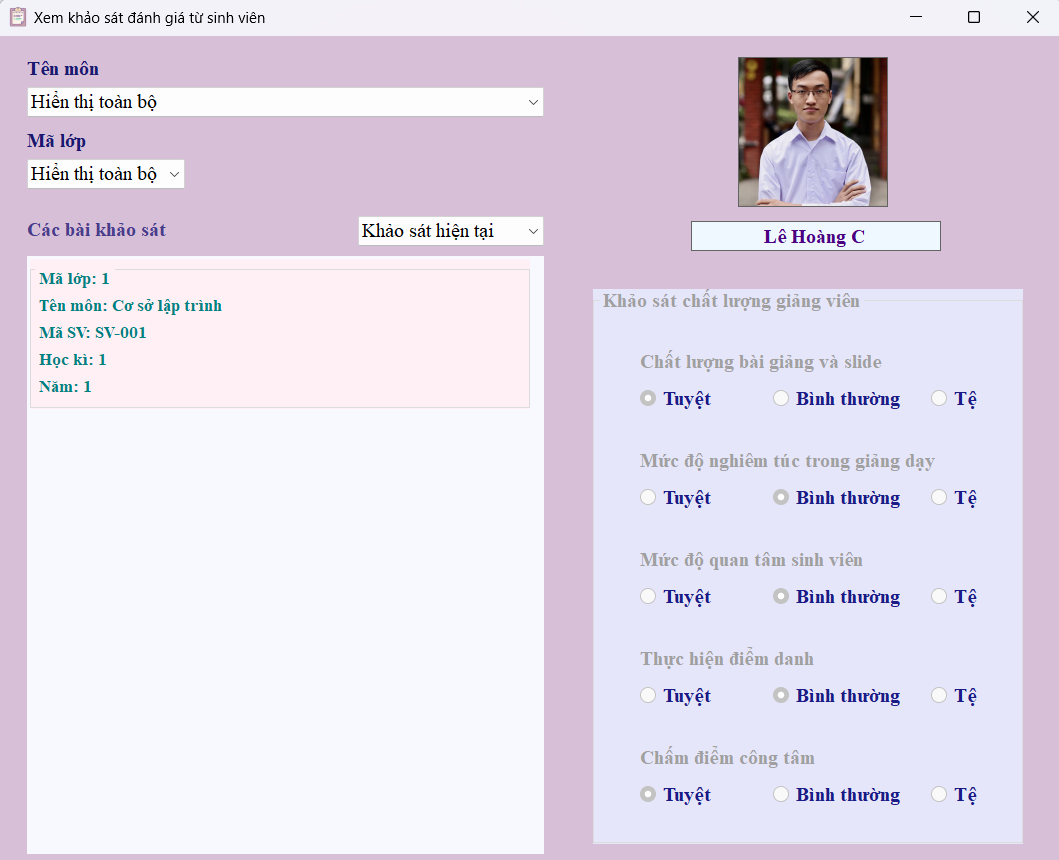 Xem khảo sát đánh giá từ sinh viên
Tên môn
Hiển thị toàn bộ
Mã lớp
Hiển thị toàn bộ
Các bài khảo sát
Khảo sát hiện tại
Mã lớp: 1
Tên môn: Cơ sở lập trình
Mã SV: SV-001
Học kì: 1
Năm: 1
Lê Hoàng C
Khảo sát chất lượng giảng viên
Chất lượng bài giảng và slide
Tuyệt Bình thường Tệ
Mức độ nghiêm túc trong giảng dạy
Tuyệt Bình thường Tệ
Mức độ quan tâm sinh viên
Tuyệt Bình thường Tệ
Thực hiện điểm danh
Tuyệt Bình thường Tệ
Chấm điểm công tâm
Tuyệt Bình thường Tệ